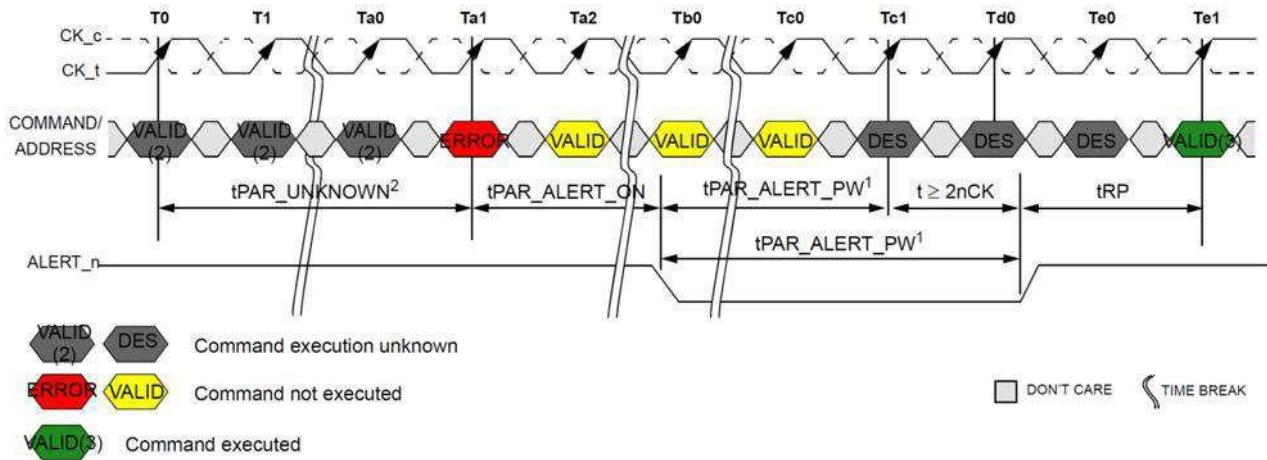 T0 T1 Ta0 Ta1 Ta2 Tb0 Tc0 Tc1 Td0 Te0 Te1
CK_c
CK_t
COMMAND/
ADDRESS
VALID
(2)
VALID
(2)
VALID
(2)
ERROR
VALID
VALID
VALID
DES
DES
DES
VALID(3)
tPAR_UNKNOWN²
tPAR_ALERT_ON
tPAR_ALERT_PW¹
t ≥ 2nCK
tRP
tPAR_ALERT_PW¹
ALERT_n
VALID
(2)
DES
Command execution unknown
ERROR
VALID
Command not executed
DON'T CARE
TIME BREAK
VALID(3)
Command executed